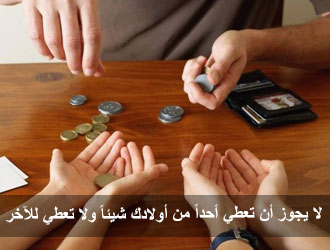 لا يجوز أن تعطي أحداً من أولادك شيئاً ولا تعطي للآخر